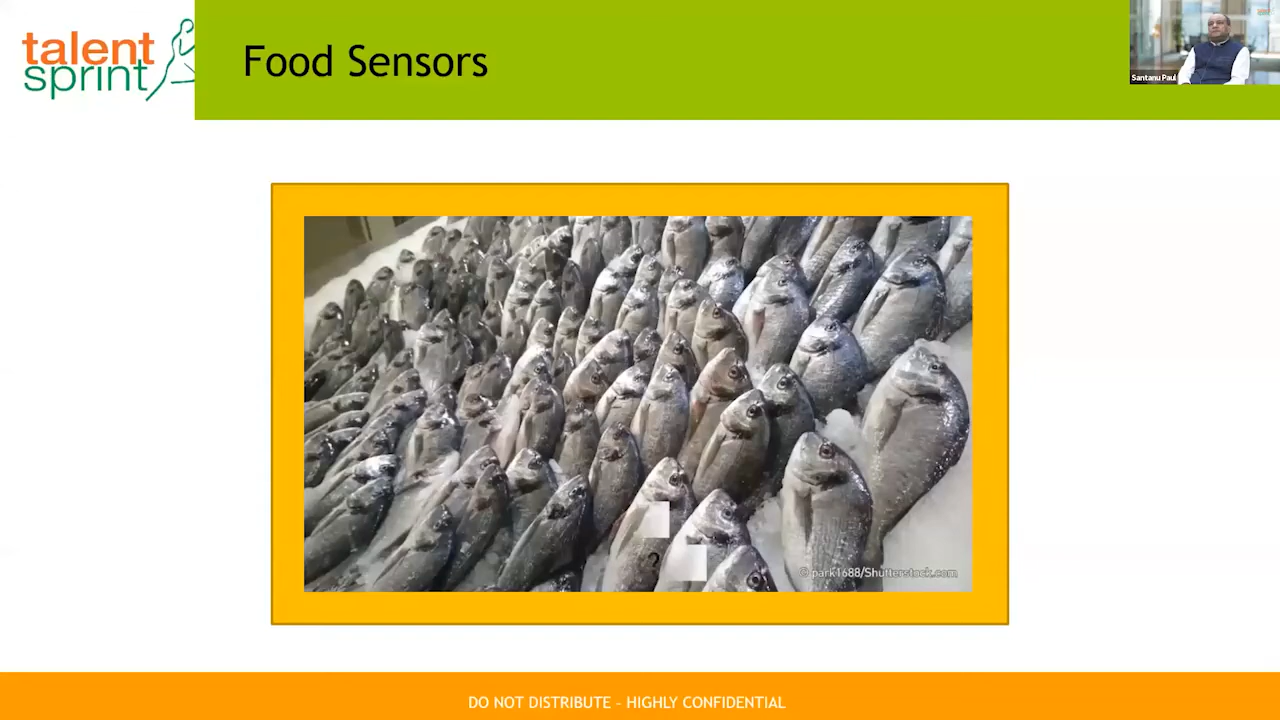 talent
sprint
Food Sensors
Santanu Paul
?
© park1688/Shutterstock.com
DO NOT DISTRIBUTE – HIGHLY CONFIDENTIAL